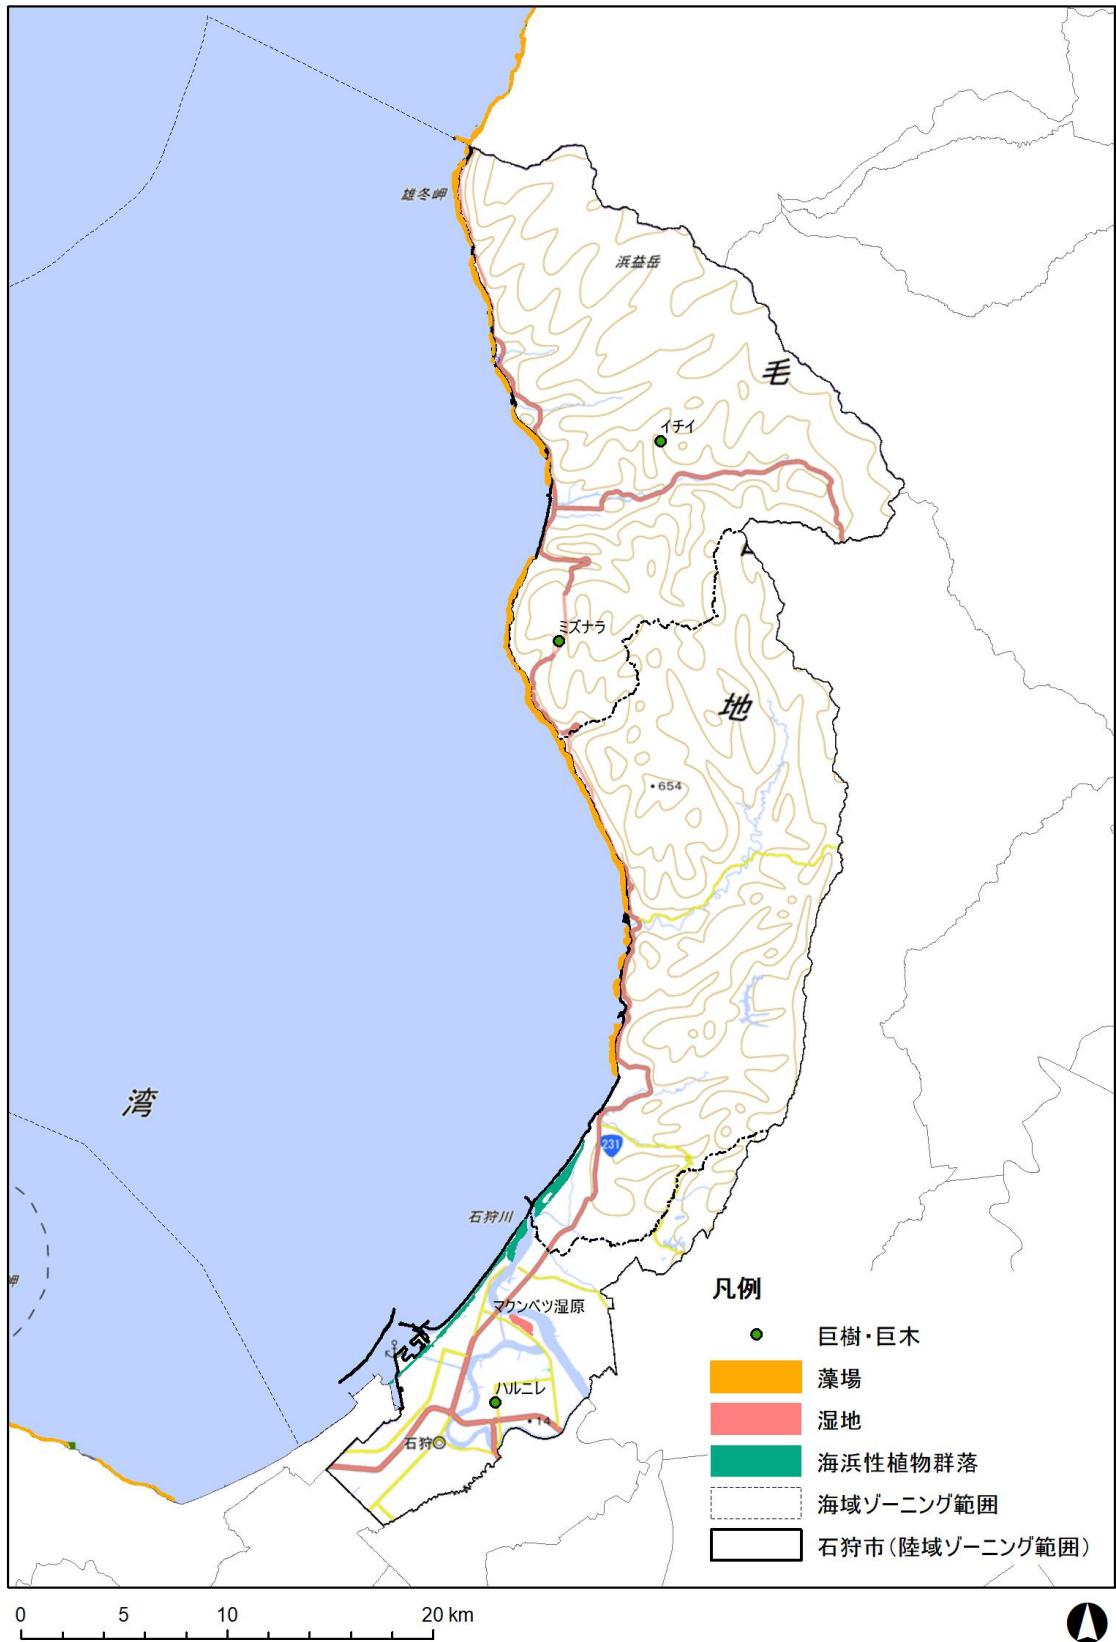 雄冬岬
浜益岳
毛
イチイ
ミズナラ
地
・654
湾
231
石狩川
岬
マクンベツ湿原
ハルニレ
・14
石狩◎
凡例
巨樹・巨木
藻場
湿地
海浜性植物群落
海域ゾーニング範囲
石狩市(陸域ゾーニング範囲)
0 5 10 20 km